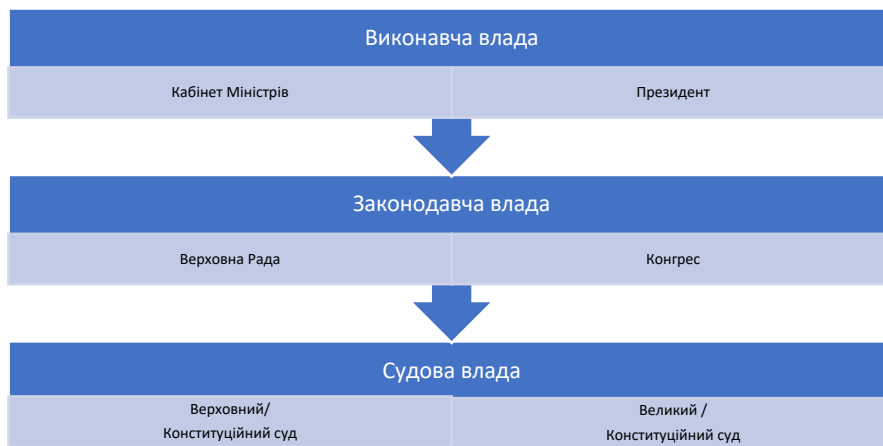 Виконавча влада
Кабінет Міністрів
Президент
Законодавча влада
Верховна Рада
Конгрес
Судова влада
Верховний/
Конституційний суд
Великий /
Конституційний суд